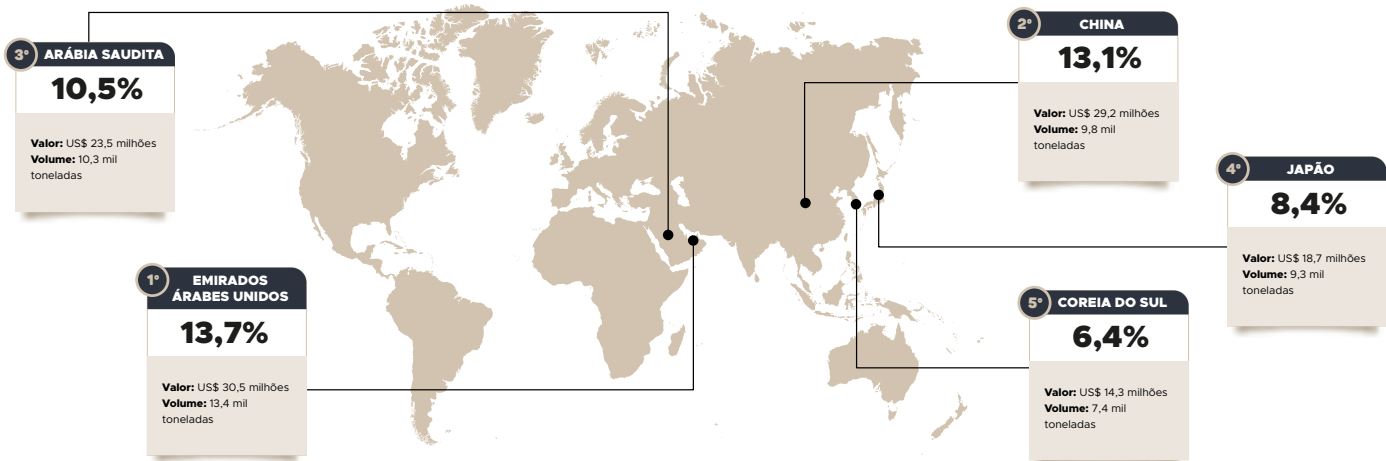 3º ARÁBIA SAUDITA
10,5%
Valor: US$ 23,5 milhões
Volume: 10,3 mil
toneladas
1º EMIRADOS
ÁRABES UNIDOS
13,7%
Valor: US$ 30,5 milhões
Volume: 13,4 mil
toneladas
2º CHINA
13,1%
Valor: US$ 29,2 milhões
Volume: 9,8 mil
toneladas
4º JAPÃO
8,4%
Valor: US$ 18,7 milhões
Volume: 9,3 mil
toneladas
5º COREIA DO SUL
6,4%
Valor: US$ 14,3 milhões
Volume: 7,4 mil
toneladas